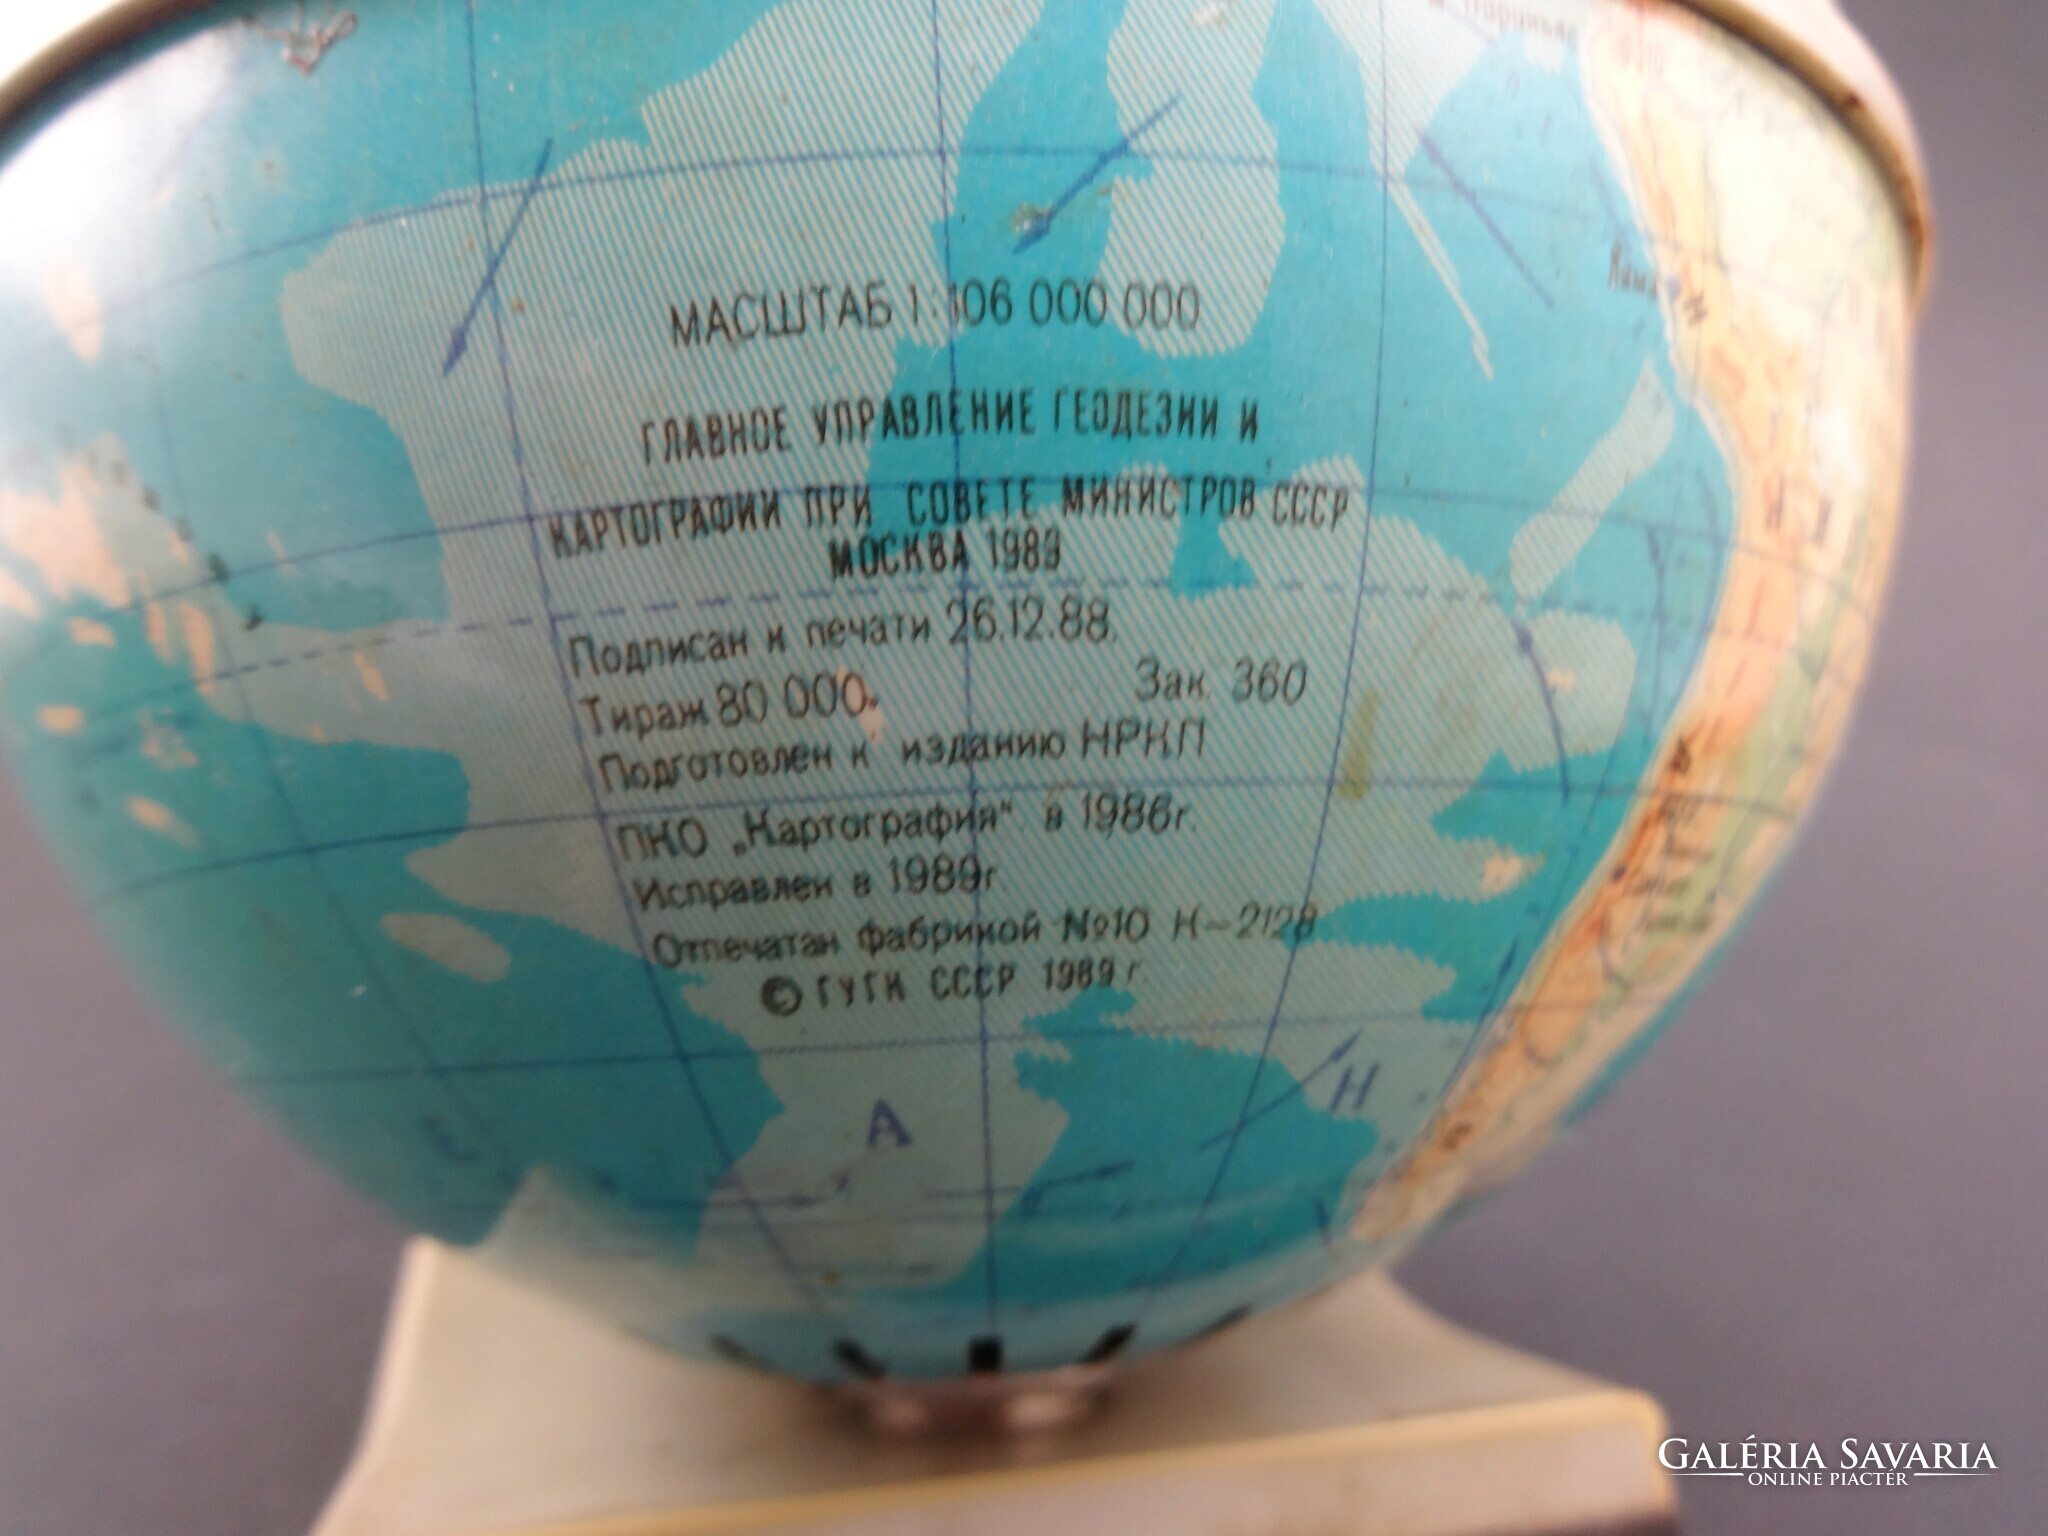 МАСШТАБ 1:106 000 000
ГЛАВНОЕ УПРАВЛЕНИЕ ГЕОДЕЗИИ И
КАРТОГРАФИИ ПРИ СОВЕТЕ МИНИСТРОВ СССР
МОСКВА 1989
Подписан к печати 26.12.88.
Тираж 80 000. Зак. 360
Подготовлен к изданию НРКП
ПКО „Картография" в 1986г.
Исправлен в 1989г.
Отпечатан фабрикой №10 Н-2128
© ГУГК СССР 1989 г.
А
Н
GALÉRIA SAVARIA
ONLINE PIACTÉR